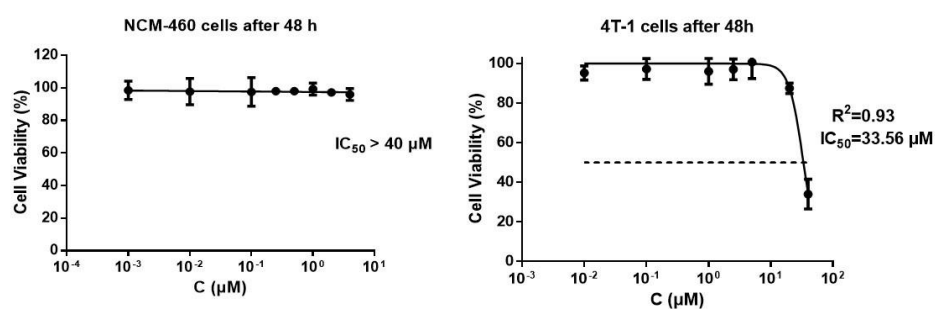 NCM-460 cells after 48 h
Cell Viability (%)
120
100
80
60
40
20
0
IC50 > 40 µM
10-4
10-3
10-2
10-1
100
101
C (µM)
4T-1 cells after 48h
Cell Viability (%)
100
80
60
40
20
0
R2=0.93
IC50=33.56 µM
10-3
10-2
10-1
100
101
102
C (µM)